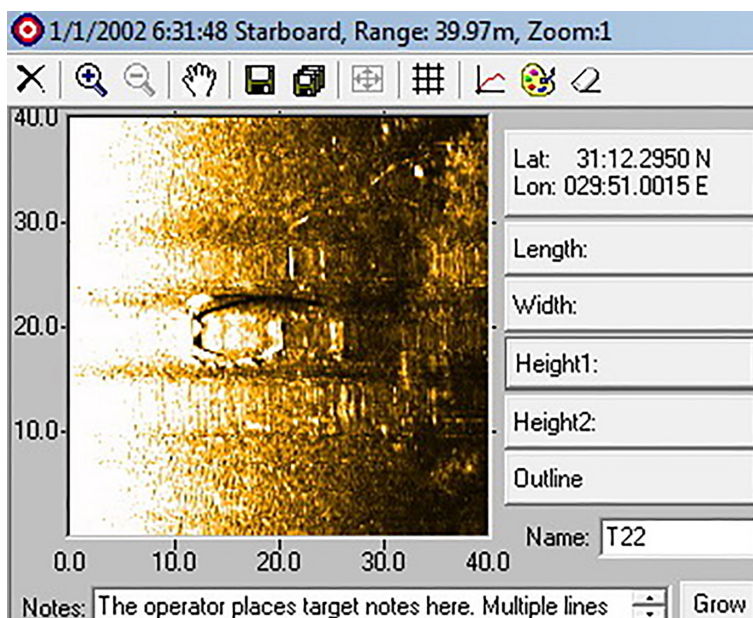 1/1/2002 6:31:48 Starboard, Range: 39.97m, Zoom:1
40.0
30.0
20.0
10.0
0.0 10.0 20.0 30.0 40.0
Lat: 31:12.2950 N
Lon: 029:51.0015 E
Length:
Width:
Height1:
Height2:
Outline
Name: T22
Notes: The operator places target notes here. Multiple lines
Grow